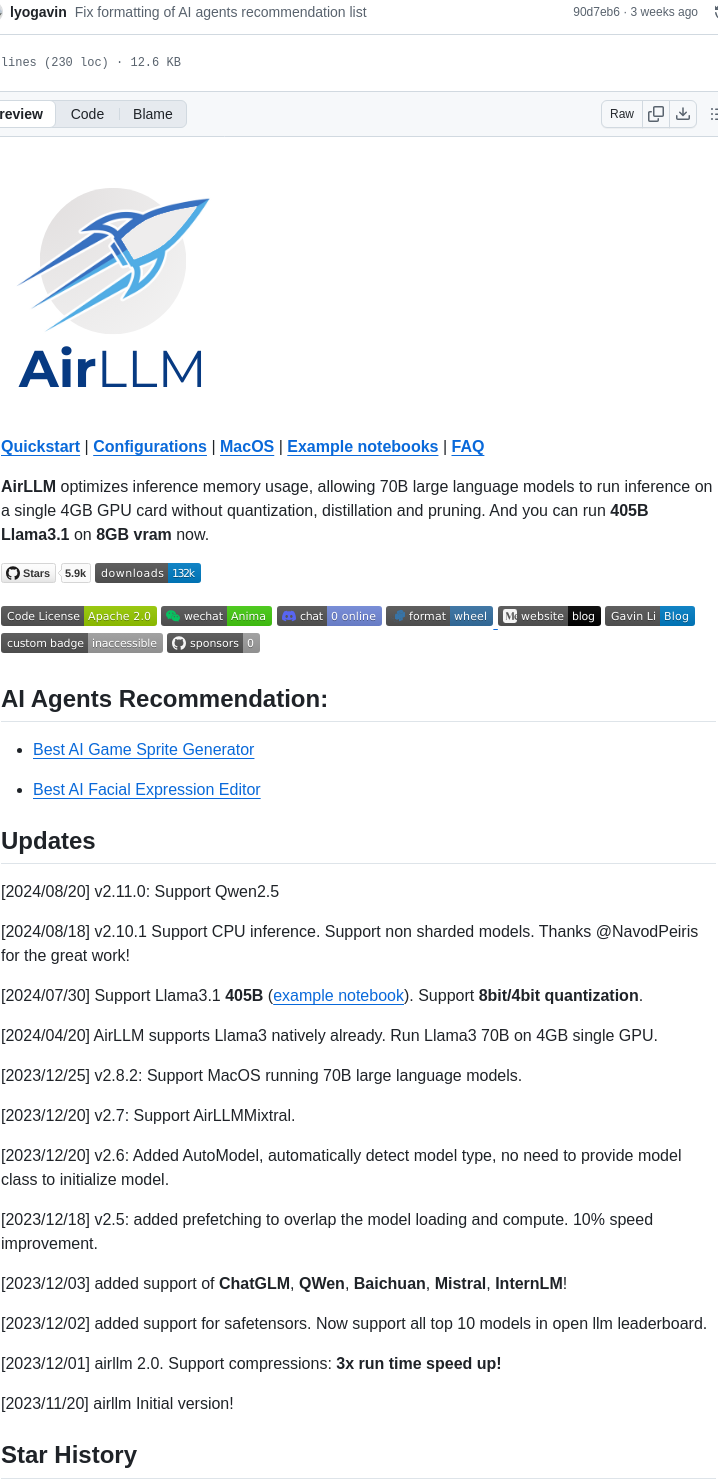 lyogavin Fix formatting of AI agents recommendation list 90d7eb6 · 3 weeks ago
lines (230 loc) · 12.6 KB
review Code Blame Raw
AirLLM
Quickstart | Configurations | MacOS | Example notebooks | FAQ
AirLLM optimizes inference memory usage, allowing 70B large language models to run inference on
a single 4GB GPU card without quantization, distillation and pruning. And you can run 405B
Llama3.1 on 8GB vram now.
Stars 5.9k downloads 132k
Code License Apache 2.0 wechat Anima chat 0 online format wheel website blog Gavin Li Blog
custom badge inaccessible sponsors 0
AI Agents Recommendation:
Best AI Game Sprite Generator
Best AI Facial Expression Editor
Updates
[2024/08/20] v2.11.0: Support Qwen2.5
[2024/08/18] v2.10.1 Support CPU inference. Support non sharded models. Thanks @NavodPeiris
for the great work!
[2024/07/30] Support Llama3.1 405B (example notebook). Support 8bit/4bit quantization.
[2024/04/20] AirLLM supports Llama3 natively already. Run Llama3 70B on 4GB single GPU.
[2023/12/25] v2.8.2: Support MacOS running 70B large language models.
[2023/12/20] v2.7: Support AirLLMMixtral.
[2023/12/20] v2.6: Added AutoModel, automatically detect model type, no need to provide model
class to initialize model.
[2023/12/18] v2.5: added prefetching to overlap the model loading and compute. 10% speed
improvement.
[2023/12/03] added support of ChatGLM, QWen, Baichuan, Mistral, InternLM!
[2023/12/02] added support for safetensors. Now support all top 10 models in open llm leaderboard.
[2023/12/01] airllm 2.0. Support compressions: 3x run time speed up!
[2023/11/20] airllm Initial version!
Star History